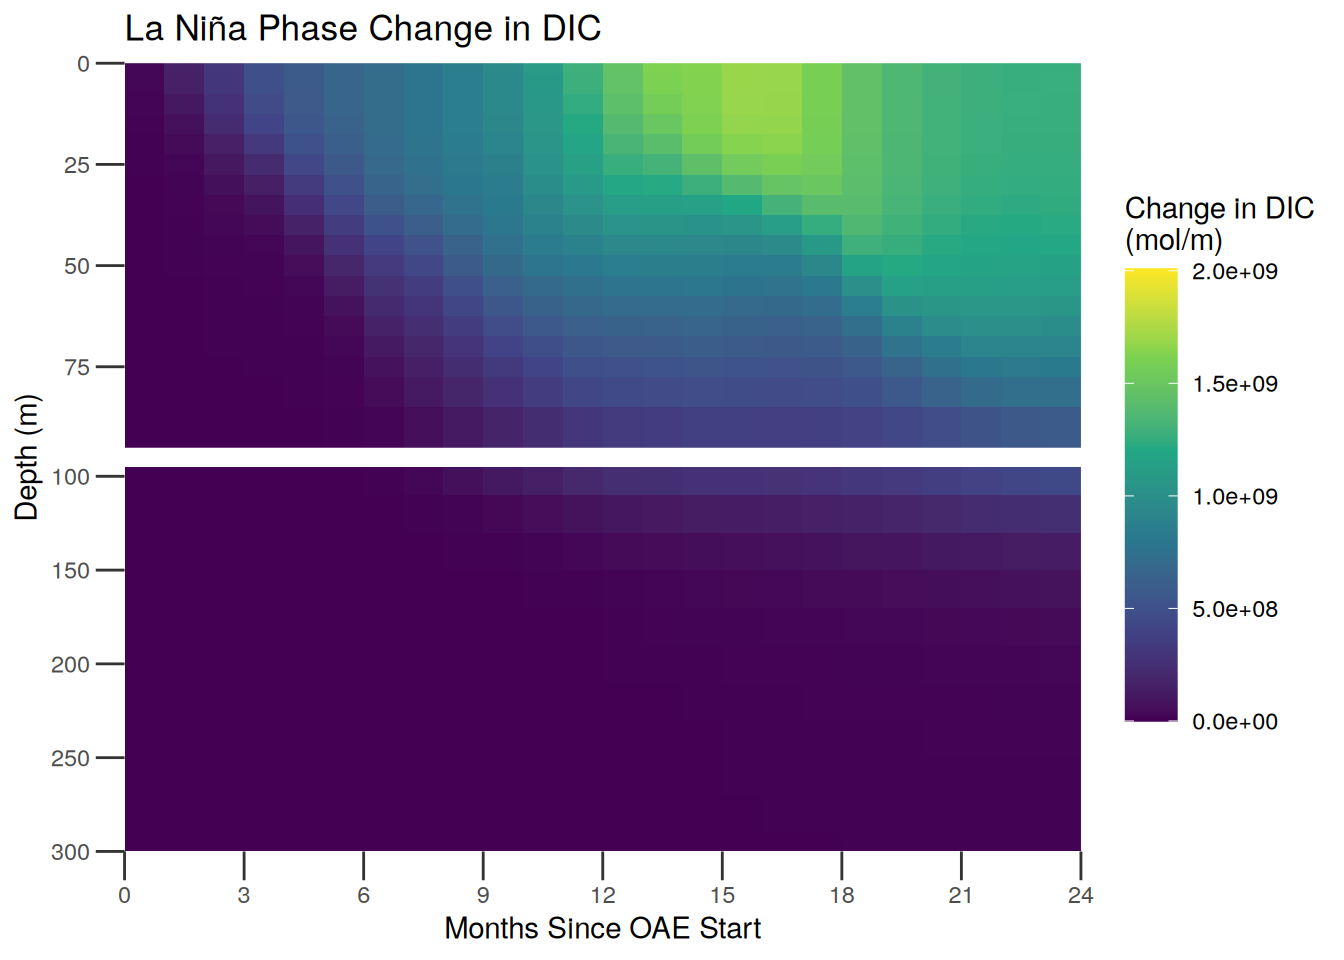 La Niña Phase Change in DIC
0
25
50
75
100
150
200
250
300
Depth (m)
0 3 6 9 12 15 18 21 24
Months Since OAE Start
Change in DIC
(mol/m)
2.0e+09
1.5e+09
1.0e+09
5.0e+08
0.0e+00